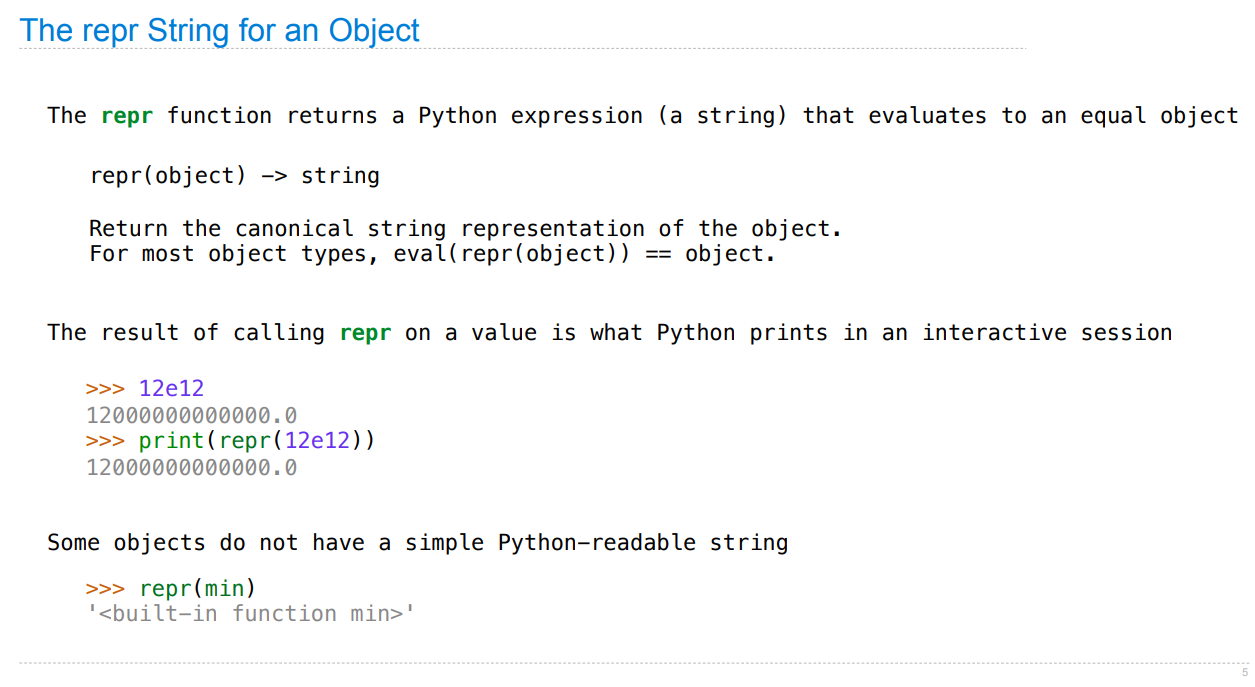 The repr String for an Object
The repr function returns a Python expression (a string) that evaluates to an equal object
repr(object) -> string
Return the canonical string representation of the object.
For most object types, eval(repr(object)) == object.
The result of calling repr on a value is what Python prints in an interactive session
>>> 12e12
12000000000000.0
>>> print(repr(12e12))
12000000000000.0
Some objects do not have a simple Python-readable string
>>> repr(min)
'<built-in function min>'
5